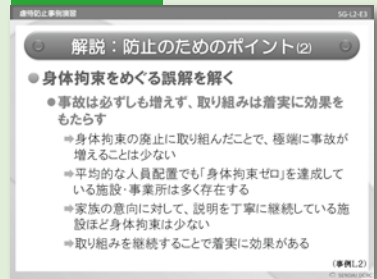 虐待防止事例演習
SG-L2-E3
解説：防止のためのポイント(2)
●身体拘束をめぐる誤解を解く
●事故は必ずしも増えず、取り組みは着実に効果を
もたらす
⇒身体拘束の廃止に取り組んだことで、極端に事故が
増えることは少ない
⇒平均的な人員配置でも「身体拘束ゼロ」を達成して
いる施設・事業所は多く存在する
⇒家族の意向に対して、説明を丁寧に継続している施
設ほど身体拘束は少ない
⇒取り組みを継続することで着実に効果がある
(事例1,2)